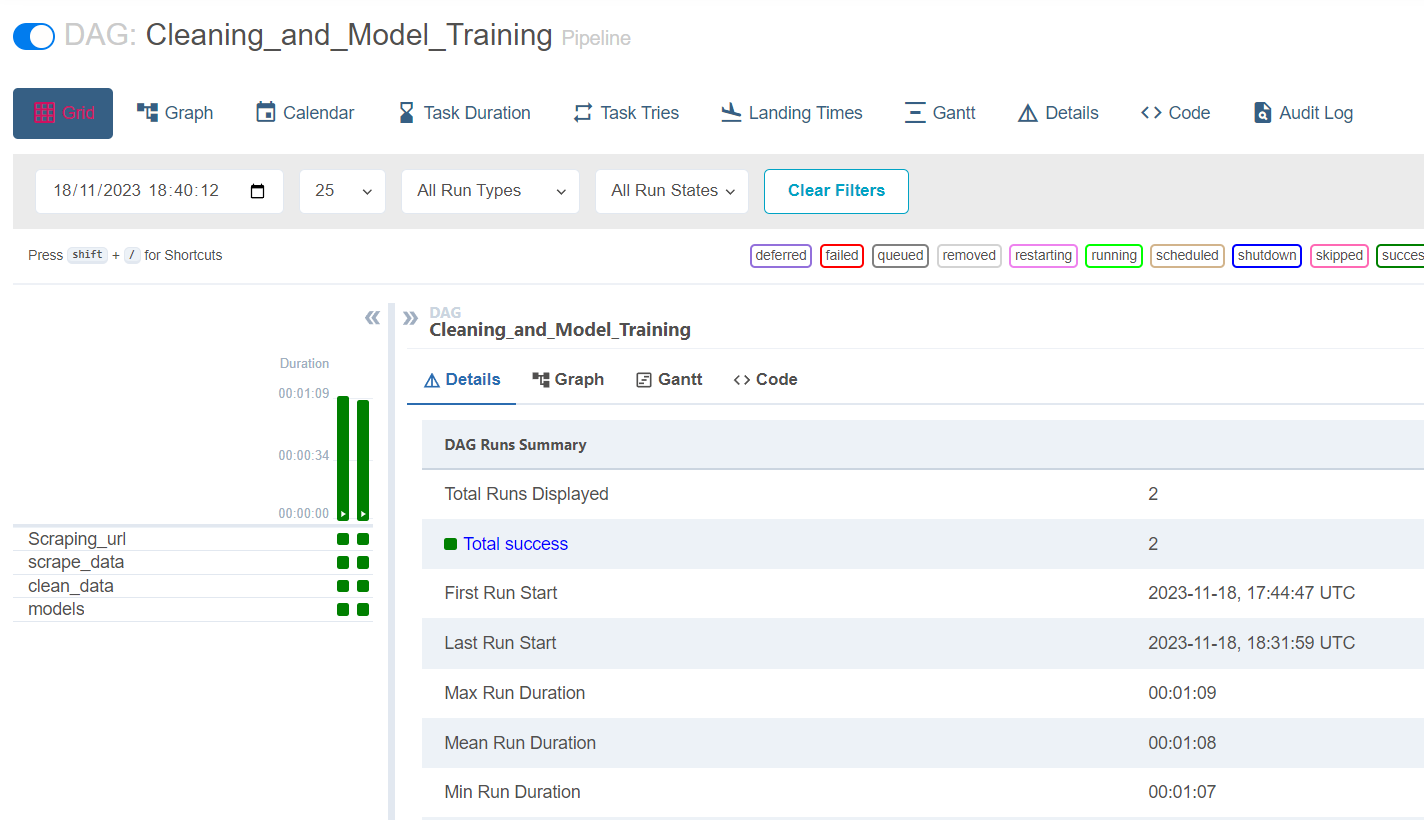 DAG: Cleaning_and_Model_Training Pipeline
Grid Graph Calendar Task Duration Task Tries Landing Times Gantt Details Code Audit Log
18/11/2023 18:40:12 25 All Run Types All Run States Clear Filters
Press shift + / for Shortcuts deferred failed queued removed restarting running scheduled shutdown skipped succes
DAG
Cleaning_and_Model_Training
Duration
00:01:09
00:00:34
00:00:00
Scraping_url
scrape_data
clean_data
models
Details Graph Gantt Code
DAG Runs Summary
Total Runs Displayed 2
Total success 2
First Run Start 2023-11-18, 17:44:47 UTC
Last Run Start 2023-11-18, 18:31:59 UTC
Max Run Duration 00:01:09
Mean Run Duration 00:01:08
Min Run Duration 00:01:07